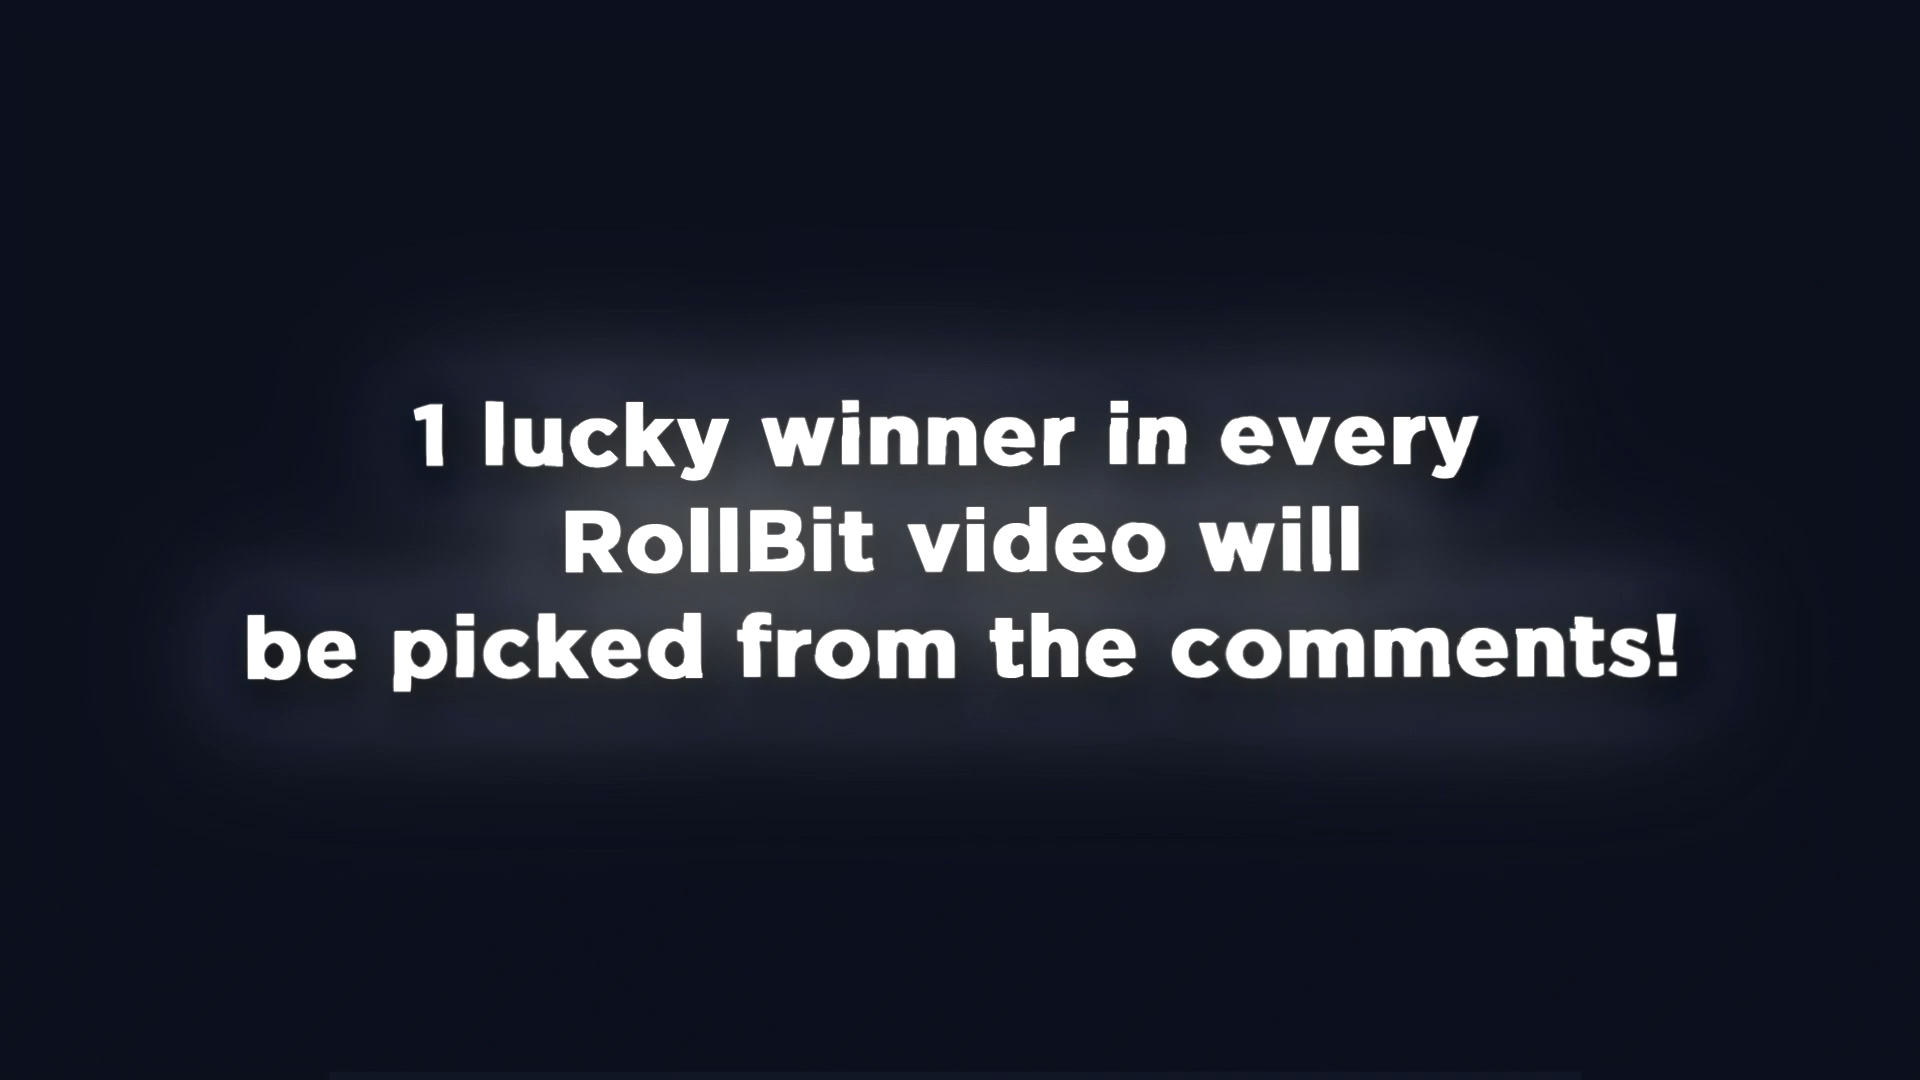 1 lucky winner in every
RollBit video will
be picked from the comments!